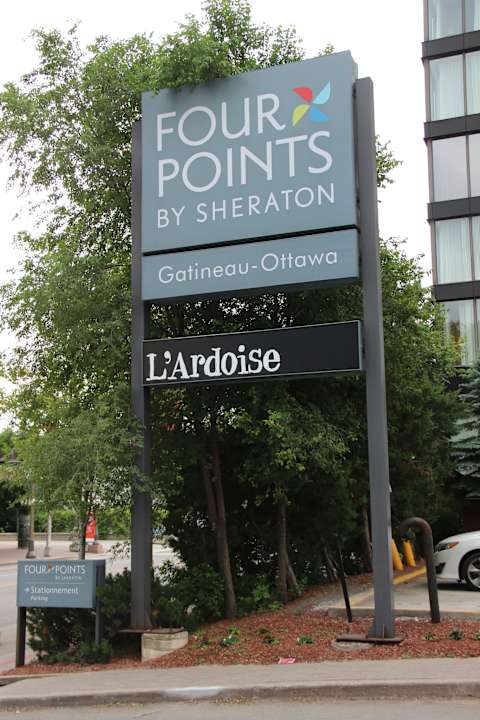 FOUR
POINTS
BY SHERATON
Gatineau-Ottawa
L'Ardoise
FOUR POINTS
BY SHERATON
→ Stationnement
Parking